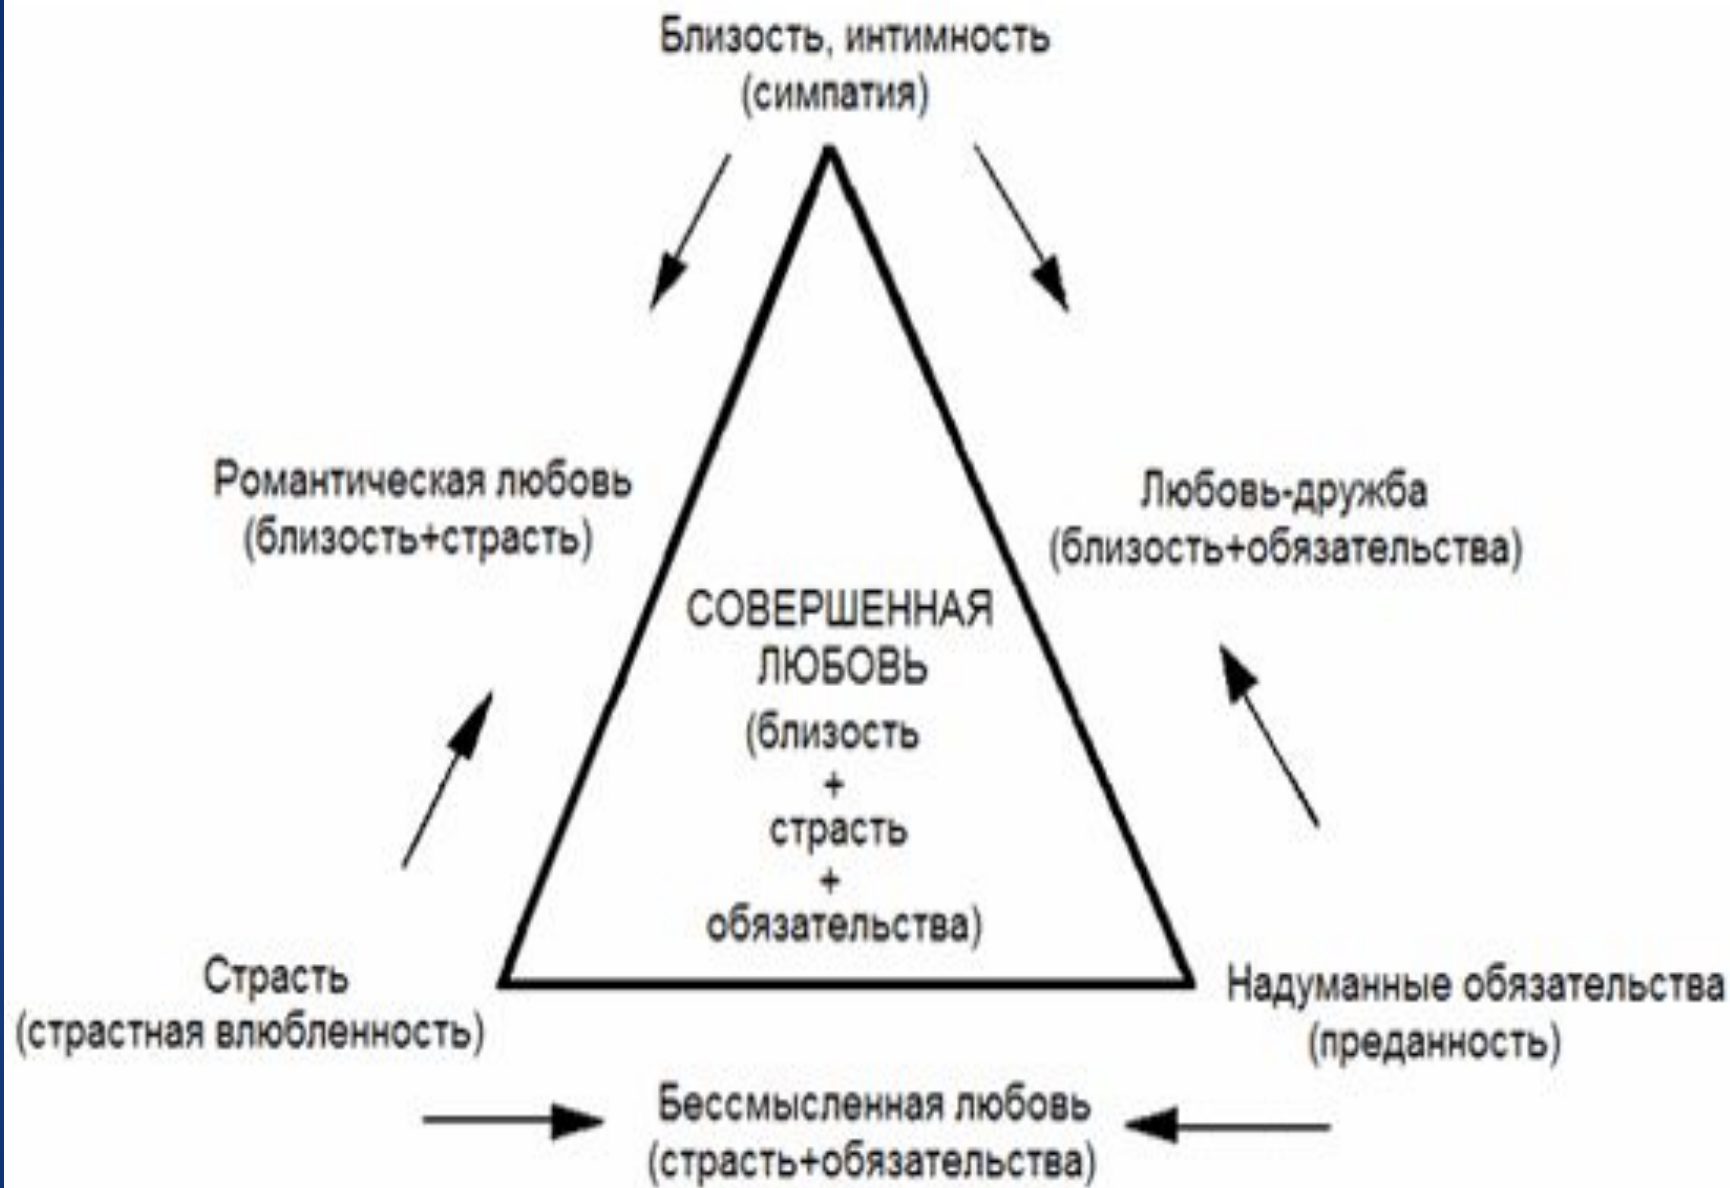 Близость, интимность
(симпатия)
Романтическая любовь
(близость+страсть)
Любовь-дружба
(близость+обязательства)
СОВЕРШЕННАЯ
ЛЮБОВЬ
(близость
+
страсть
+
обязательства)
Страсть
(страстная влюбленность)
Надуманные обязательства
(преданность)
Бессмысленная любовь
(страсть+обязательства)